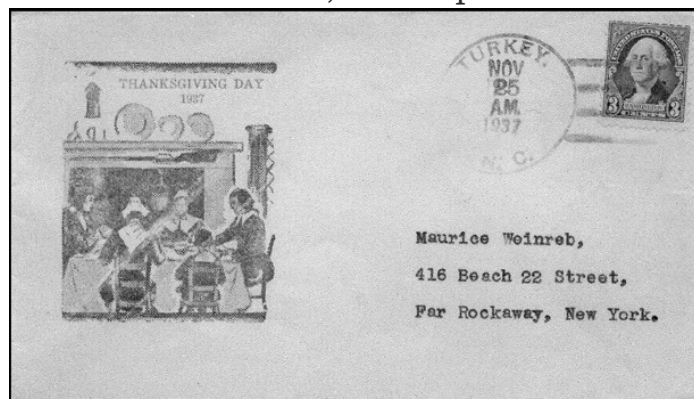 THANKSGIVING DAY
1937
TURKEY.
NOV
25
A.M.
1937
N. C.
3
3
Maurice Weinreb,
416 Beach 22 Street,
Far Rockaway, New York.